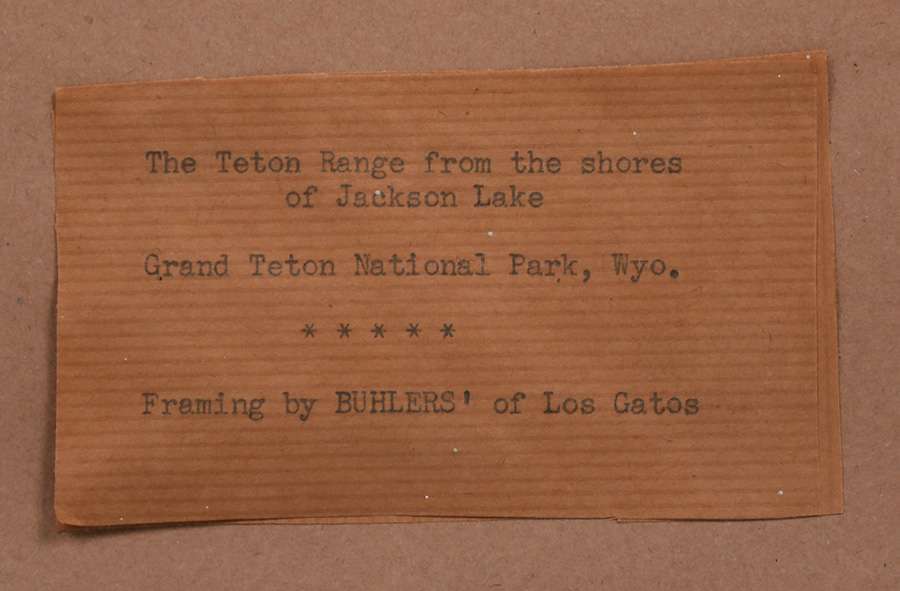 The Teton Range from the shores
of Jackson Lake
Grand Teton National Park, Wyo.
* * * * *
Framing by BUHLERS' of Los Gatos